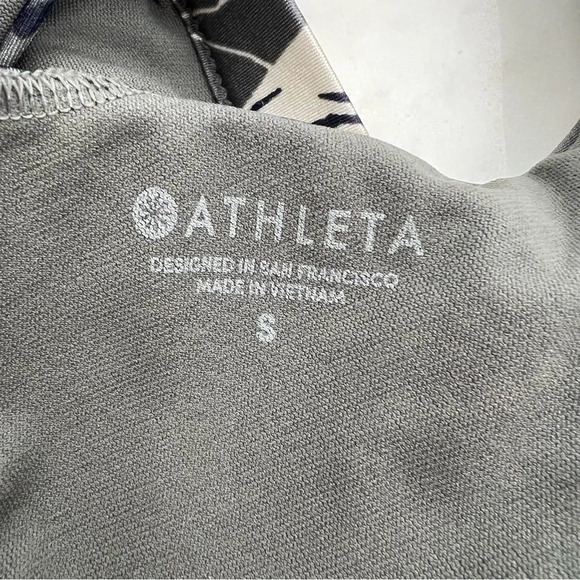 ATHLETA
DESIGNED IN SAN FRANCISCO
MADE IN VIETNAM
S